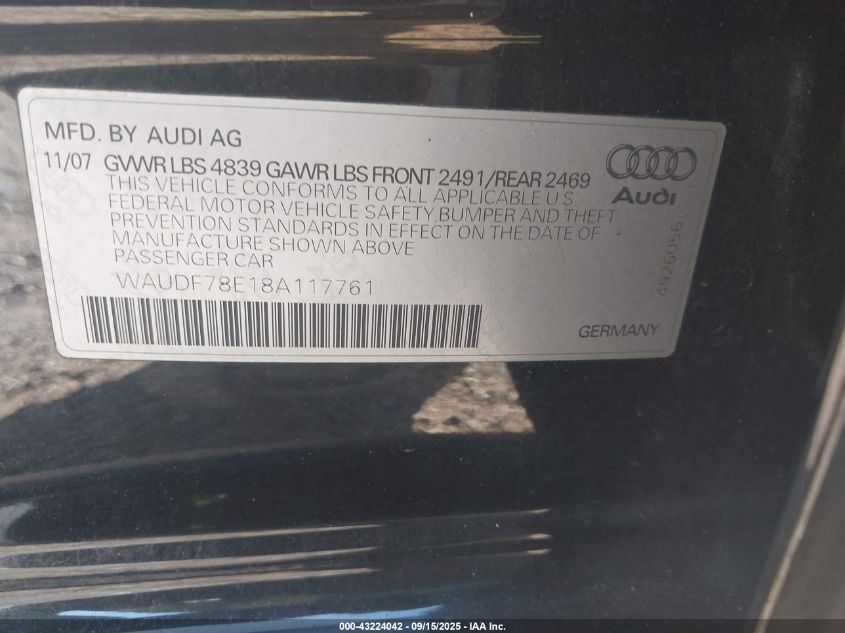 MFD. BY AUDI AG
11/07 GVWR LBS 4839 GAWR LBS FRONT 2491/REAR 2469
THIS VEHICLE CONFORMS TO ALL APPLICABLE U S
FEDERAL MOTOR VEHICLE SAFETY, BUMPER AND THEFT
PREVENTION STANDARDS IN EFFECT ON THE DATE OF
MANUFACTURE SHOWN ABOVE
PASSENGER CAR
WAUDF78E18A117761
Audi
4926056
GERMANY
000-43224042 - 09/15/2025 - IAA Inc.